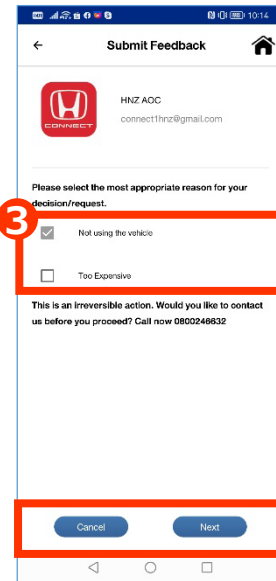 10:14
Submit Feedback
HONDA
CONNECT
HNZ AOC
connect1hnz@gmail.com
Please select the most appropriate reason for your
decision/request.
3
Not using the vehicle
Too Expensive
This is an irreversible action. Would you like to contact
us before you proceed? Call now 0800246632
Cancel
Next